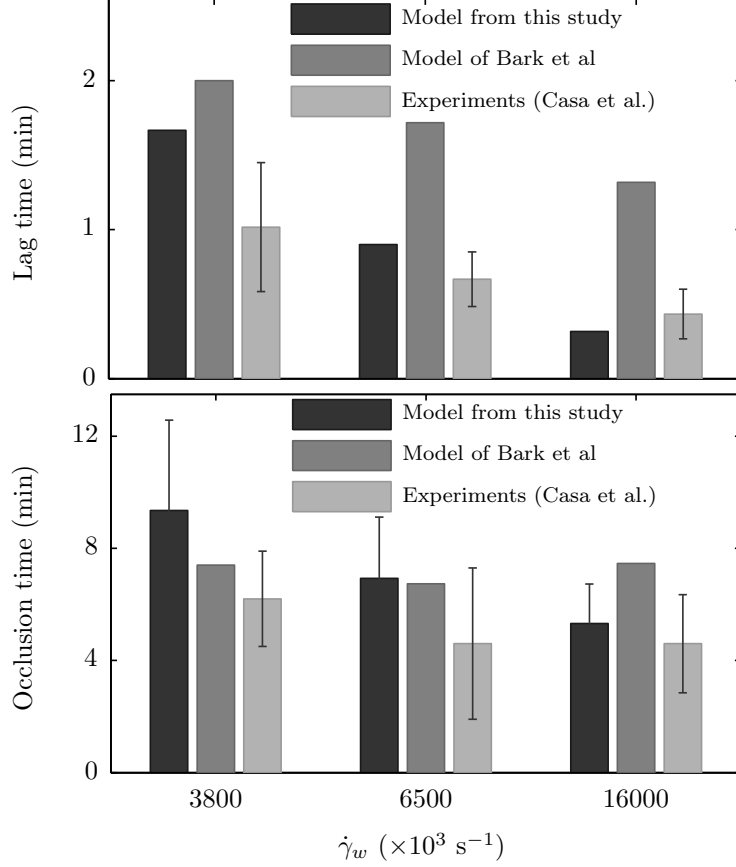 Model from this study
Model of Bark et al
Experiments (Casa et al.)
Lag time (min)
2
1
0
Model from this study
Model of Bark et al
Experiments (Casa et al.)
Occlusion time (min)
12
8
4
0
3800 6500 16000
γ̇_w (×10³ s⁻¹)